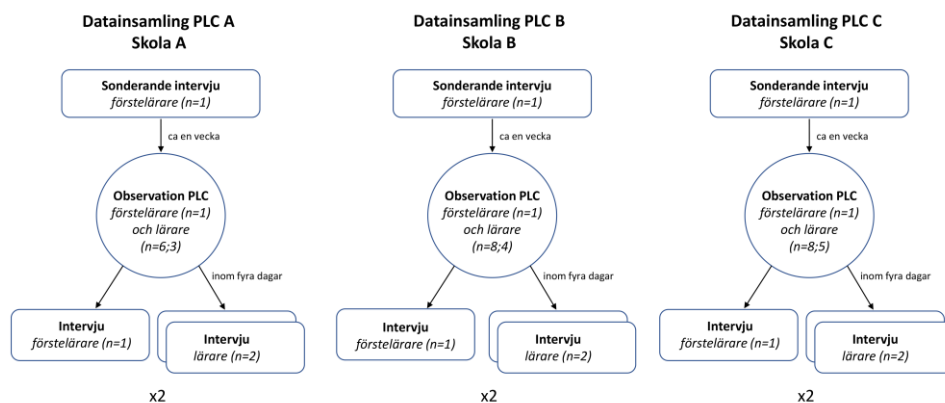 Datainsamling PLC A
Skola A
Sonderande intervju
förstelärare (n=1)
ca en vecka
Observation PLC
förstelärare (n=1)
och lärare
(n=6;3)
inom fyra dagar
Intervju
förstelärare (n=1)
Intervju
lärare (n=2)
x2
Datainsamling PLC B
Skola B
Sonderande intervju
förstelärare (n=1)
ca en vecka
Observation PLC
förstelärare (n=1)
och lärare
(n=8;4)
inom fyra dagar
Intervju
förstelärare (n=1)
Intervju
lärare (n=2)
x2
Datainsamling PLC C
Skola C
Sonderande intervju
förstelärare (n=1)
ca en vecka
Observation PLC
förstelärare (n=1)
och lärare
(n=8;5)
inom fyra dagar
Intervju
förstelärare (n=1)
Intervju
lärare (n=2)
x2